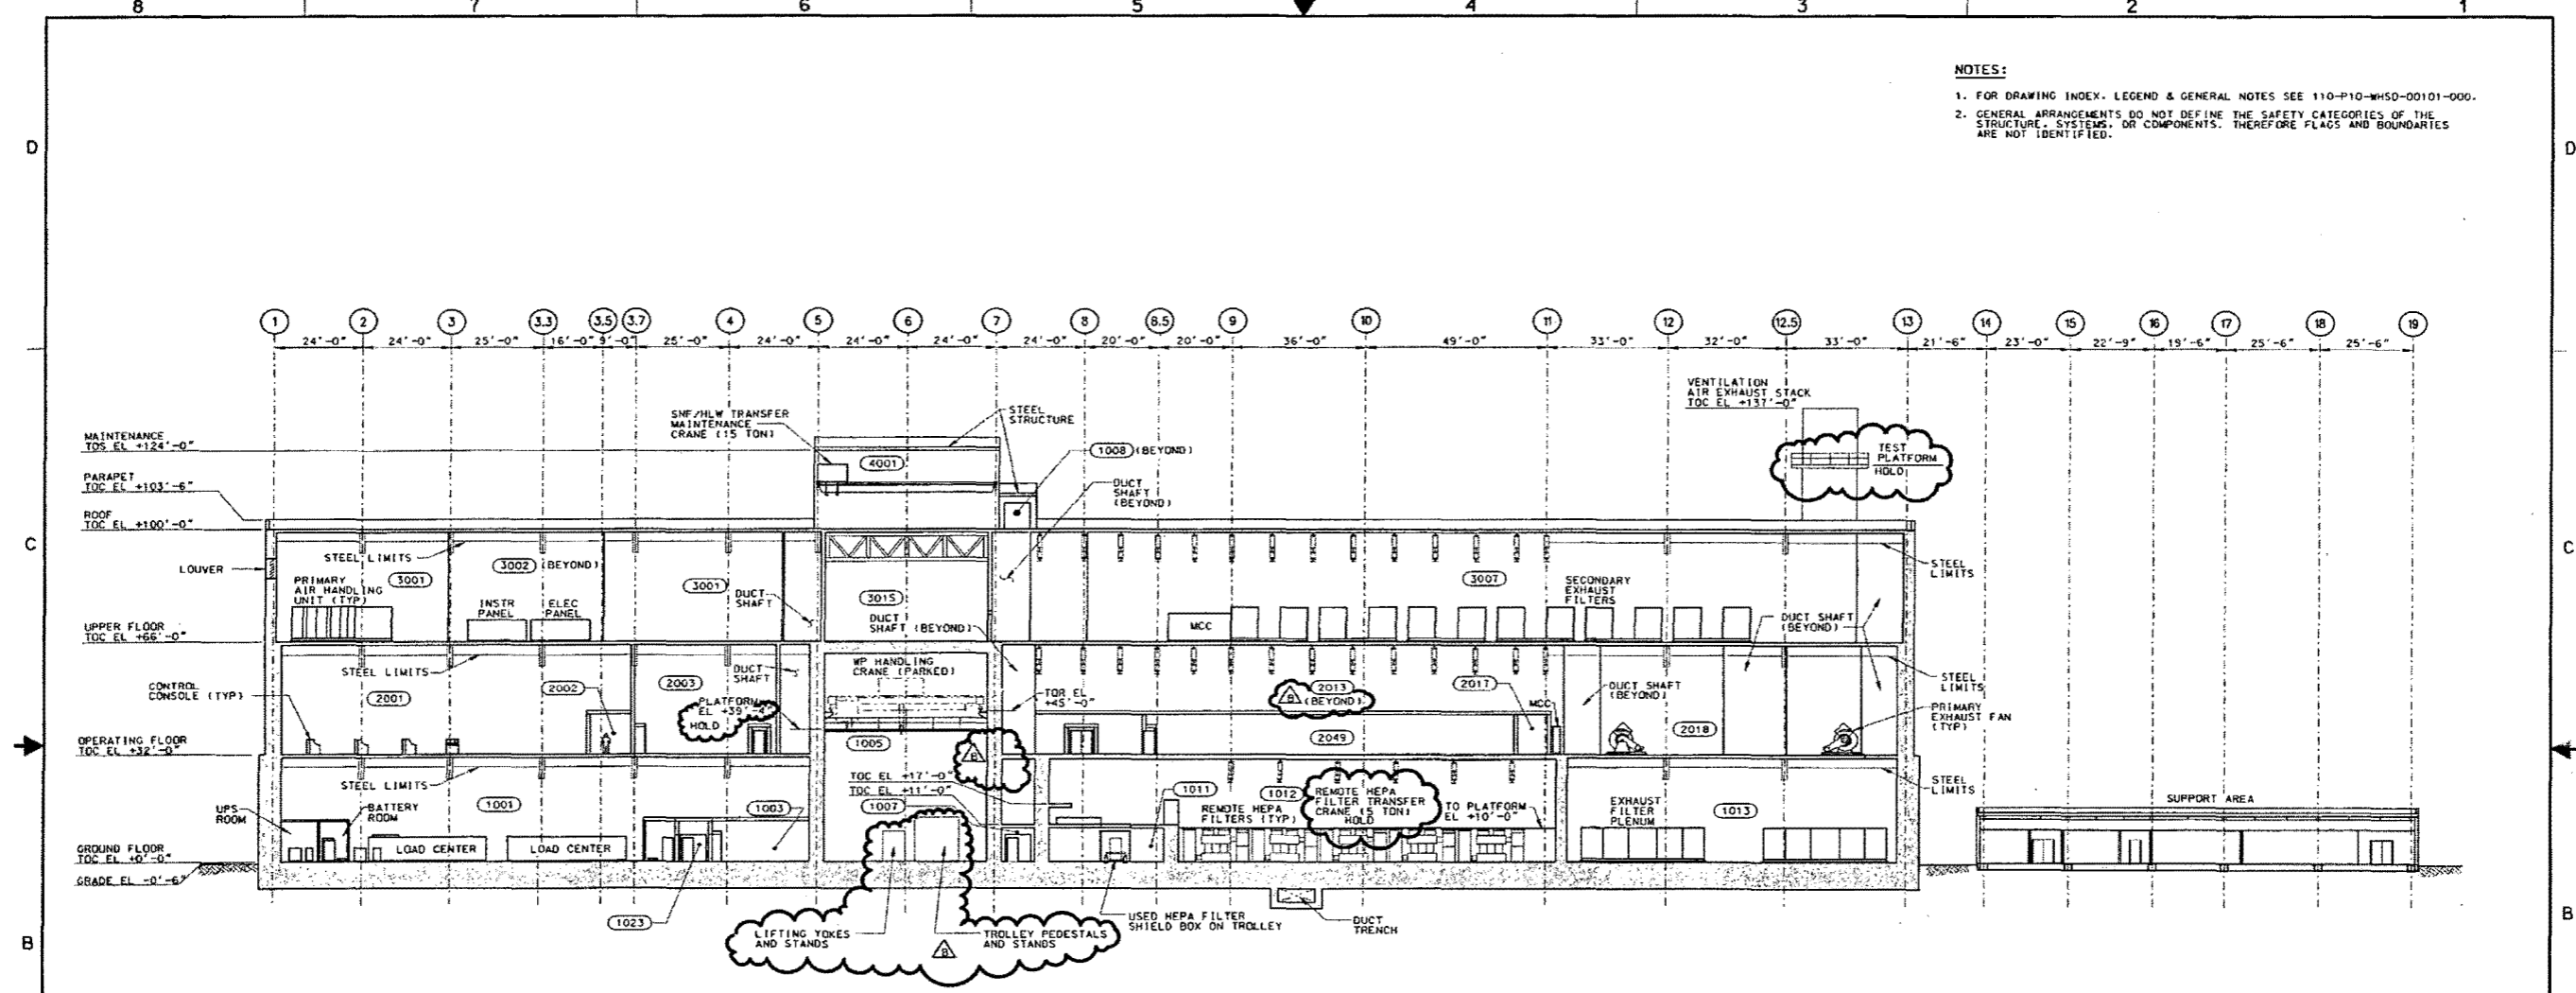 8 7 6 5 4 3 2 1
D
D
NOTES:
1. FOR DRAWING INDEX, LEGEND & GENERAL NOTES SEE 110-P10-WHSD-00101-000.
2. GENERAL ARRANGEMENTS DO NOT DEFINE THE SAFETY CATEGORIES OF THE
STRUCTURE, SYSTEMS, OR COMPONENTS. THEREFORE FLAGS AND BOUNDARIES
ARE NOT IDENTIFIED.
1 2 3 3.3 3.5 3.7 4 5 6 7 8 8.5 9 10 11 12 12.5 13 14 15 16 17 18 19
24'-0" 24'-0" 25'-0" 16'-0" 9'-0" 25'-0" 24'-0" 24'-0" 24'-0" 24'-0" 20'-0" 20'-0" 36'-0" 49'-0" 33'-0" 32'-0" 33'-0" 21'-6" 23'-0" 22'-9" 19'-6" 25'-6" 25'-6"
VENTILATION
AIR EXHAUST STACK
TOC EL +137'-0"
SNF/HLW TRANSFER
MAINTENANCE
CRANE (15 TON)
STEEL
STRUCTURE
MAINTENANCE
TOS EL +124'-0"
4001
1008 (BEYOND)
TEST
PLATFORM
HOLD
PARAPET
TOC EL +103'-6"
DUCT
SHAFT
(BEYOND)
ROOF
TOC EL +100'-0"
C
C
LOUVER
STEEL LIMITS
3001
3002 (BEYOND)
3001
3015
3007
STEEL
LIMITS
PRIMARY
AIR HANDLING
UNIT (TYP)
INSTR
PANEL
ELEC
PANEL
DUCT
SHAFT
DUCT
SHAFT (BEYOND)
MCC
SECONDARY
EXHAUST
FILTERS
DUCT SHAFT
(BEYOND)
UPPER FLOOR
TOC EL +66'-0"
STEEL LIMITS
CONTROL
CONSOLE (TYP)
2001
2002
2003
DUCT
SHAFT
PLATFORM
EL +39'-4"
HOLD
WP HANDLING
CRANE (PARKED)
TOR EL
+45'-0"
B
2013
(BEYOND)
2017
MCC
DUCT SHAFT
(BEYOND)
2018
STEEL
LIMITS
PRIMARY
EXHAUST FAN
(TYP)
OPERATING FLOOR
TOC EL +32'-0"
1005
B
2049
STEEL LIMITS
UPS
ROOM
BATTERY
ROOM
1001
1003
TOC EL +17'-0"
TOC EL +11'-0"
1007
1011
1012
REMOTE HEPA
FILTERS (TYP)
REMOTE HEPA
FILTER TRANSFER
CRANE (5 TON)
HOLD
TO PLATFORM
EL +10'-0"
EXHAUST
FILTER
PLENUM
1013
STEEL
LIMITS
SUPPORT AREA
LOAD CENTER
LOAD CENTER
GROUND FLOOR
TOC EL +0'-0"
GRADE EL -0'-6"
1023
LIFTING YOKES
AND STANDS
B
TROLLEY PEDESTALS
AND STANDS
USED HEPA FILTER
SHIELD BOX ON TROLLEY
DUCT
TRENCH
B
B